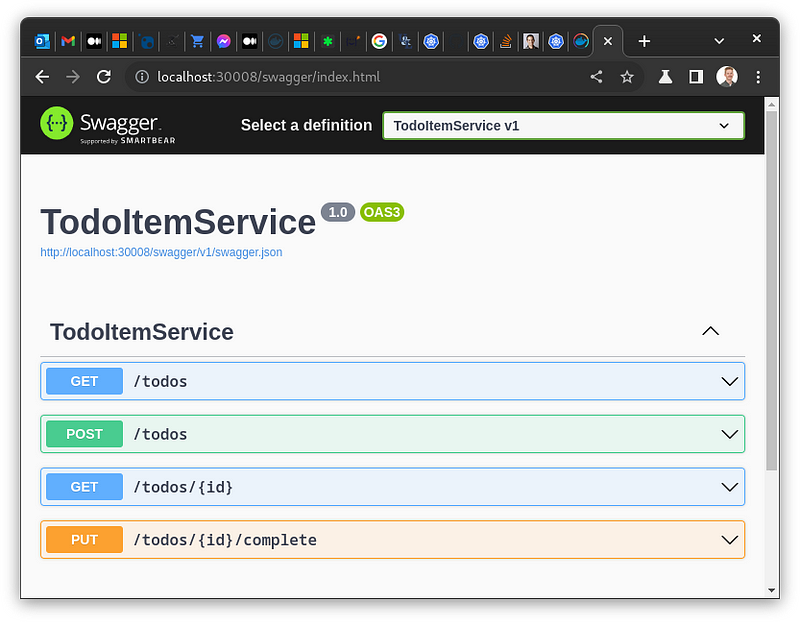 localhost:30008/swagger/index.html
Swagger
Supported by SMARTBEAR
Select a definition
TodoItemService v1
TodoItemService 1.0 OAS3
http://localhost:30008/swagger/v1/swagger.json
TodoItemService
GET /todos
POST /todos
GET /todos/{id}
PUT /todos/{id}/complete